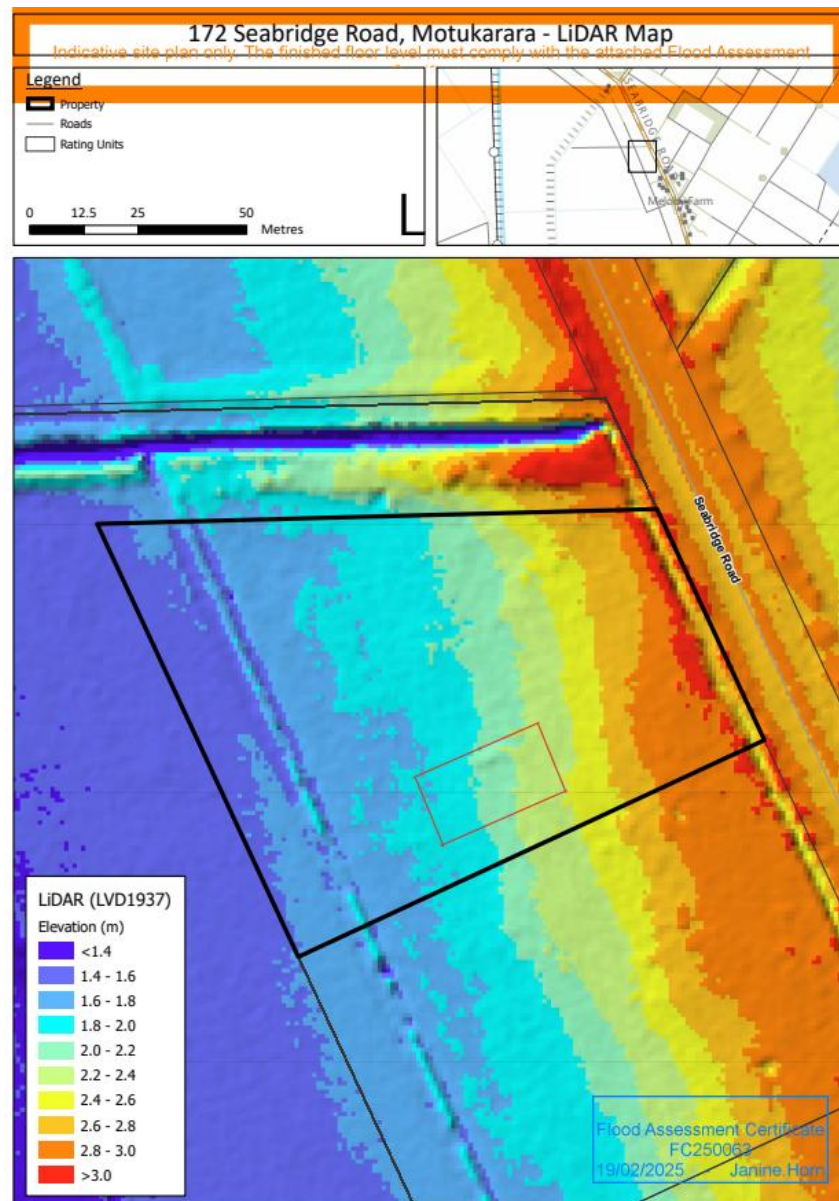 172 Seabridge Road, Motukarara - LiDAR Map
Indicative site plan only. The finished floor level must comply with the attached Flood Assessment
Legend
Property
Roads
Rating Units
0 12.5 25 50 Metres
SEABRIDGE ROAD
Farm
Seabridge Road
LiDAR (LVD1937)
Elevation (m)
<1.4
1.4 - 1.6
1.6 - 1.8
1.8 - 2.0
2.0 - 2.2
2.2 - 2.4
2.4 - 2.6
2.6 - 2.8
2.8 - 3.0
>3.0
Flood Assessment Certificate
FC250063
19/02/2025 - Janine.Horn